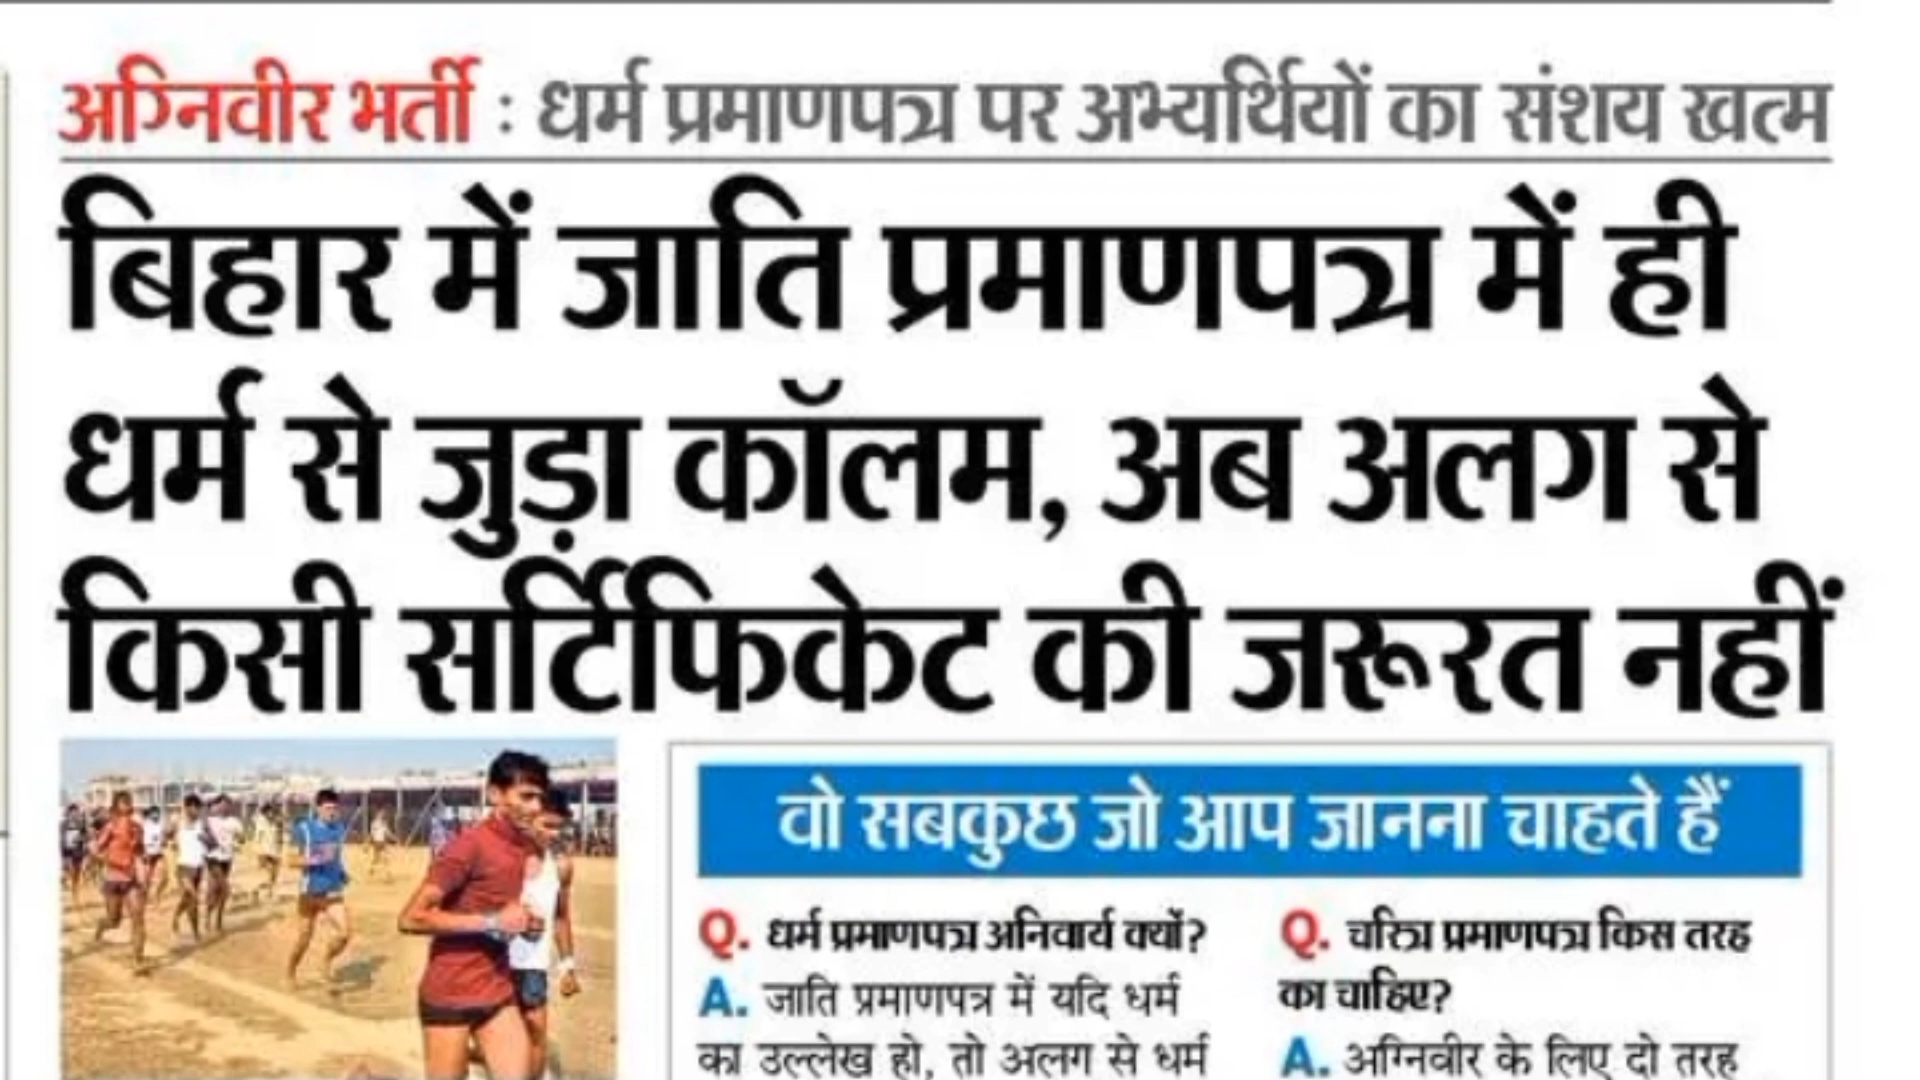 अग्निवीर भर्ती : धर्म प्रमाणपत्र पर अभ्यर्थियों का संशय खत्म
बिहार में जाति प्रमाणपत्र में ही
धर्म से जुड़ा कॉलम, अब अलग से
किसी सर्टिफिकेट की जरूरत नहीं
वो सबकुछ जो आप जानना चाहते हैं
Q. धर्म प्रमाणपत्र अनिवार्य क्यों?
A. जाति प्रमाणपत्र में यदि धर्म
का उल्लेख हो, तो अलग से धर्म
Q. चरित्र प्रमाणपत्र किस तरह
का चाहिए?
A. अग्निवीर के लिए दो तरह